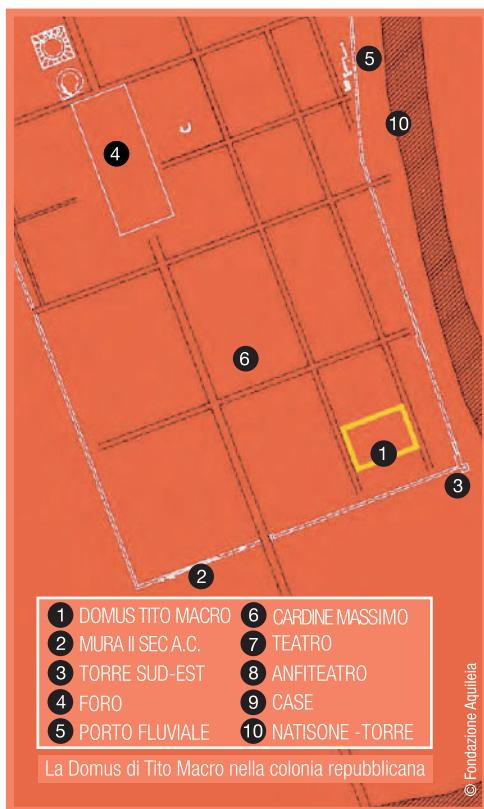 5
10
4
6
1
3
2
1 DOMUS TITO MACRO
2 MURA II SEC A.C.
3 TORRE SUD-EST
4 FORO
5 PORTO FLUVIALE
6 CARDINE MASSIMO
7 TEATRO
8 ANFITEATRO
9 CASE
10 NATISONE -TORRE
La Domus di Tito Macro nella colonia repubblicana
© Fondazione Aquileia